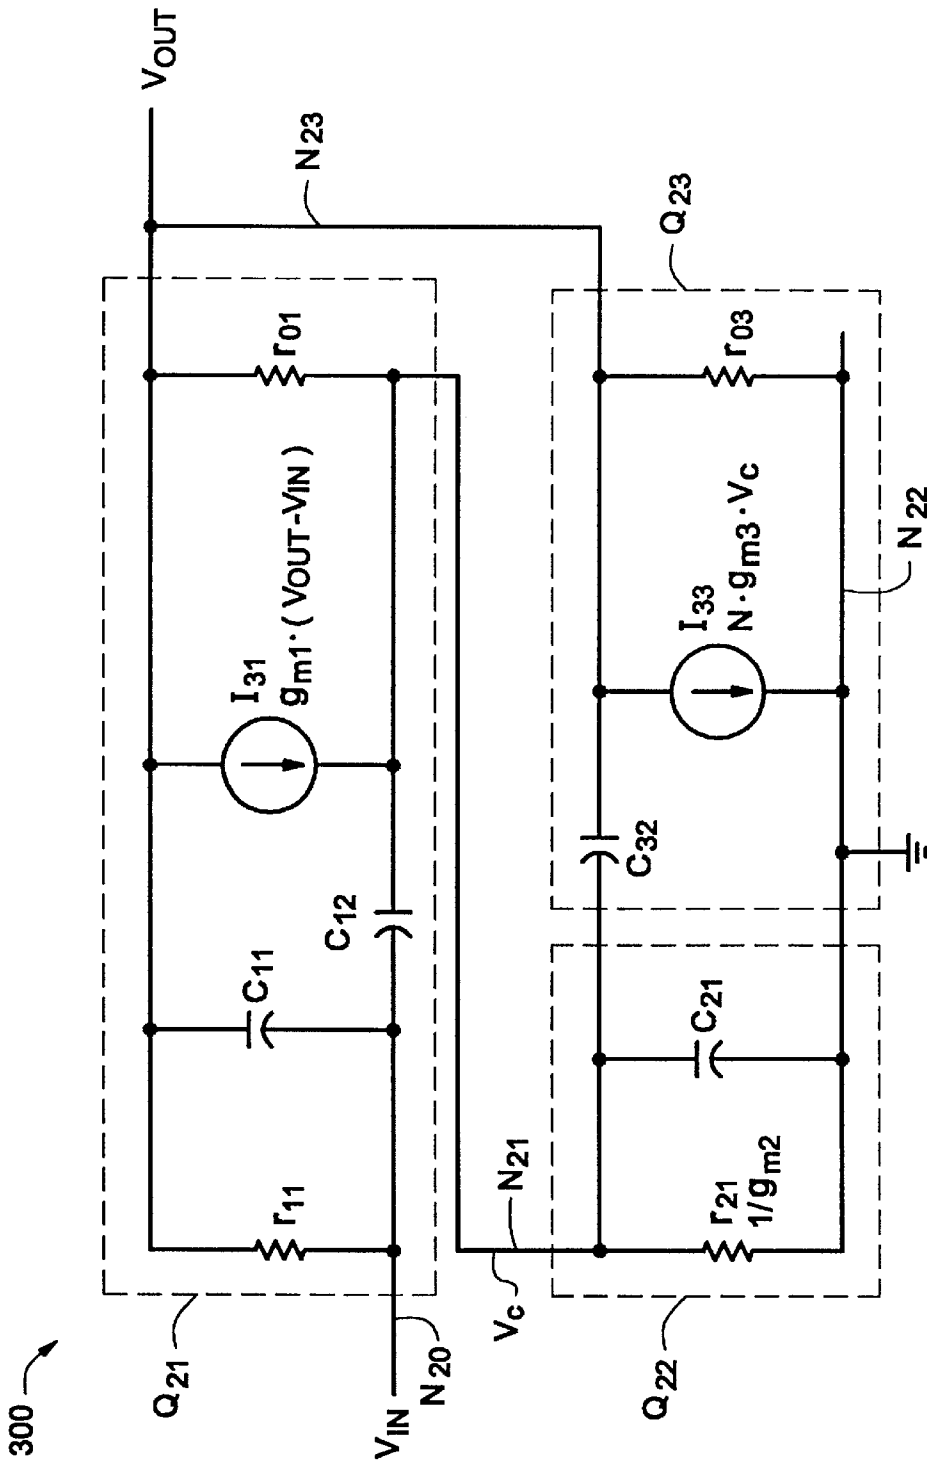 300
Q21
VIN
N20
r11
C11
C12
I31
gm1·(VOUT-VIN)
r01
VOUT
N23
Vc
N21
Q22
r21
1/gm2
C21
C32
I33
N·gm3·Vc
r03
Q23
N22